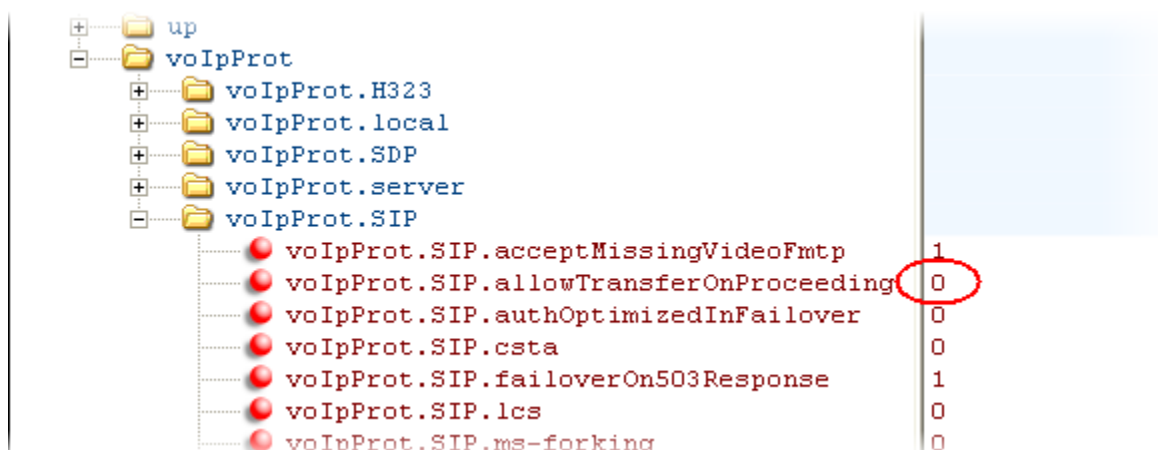 up
voIpProt
voIpProt.H323
voIpProt.local
voIpProt.SDP
voIpProt.server
voIpProt.SIP
voIpProt.SIP.acceptMissingVideoFmtp 1
voIpProt.SIP.allowTransferOnProceeding 0
voIpProt.SIP.authOptimizedInFailover 0
voIpProt.SIP.csta 0
voIpProt.SIP.failoverOn503Response 1
voIpProt.SIP.lcs 0
voIpProt.SIP.ms-forking 0